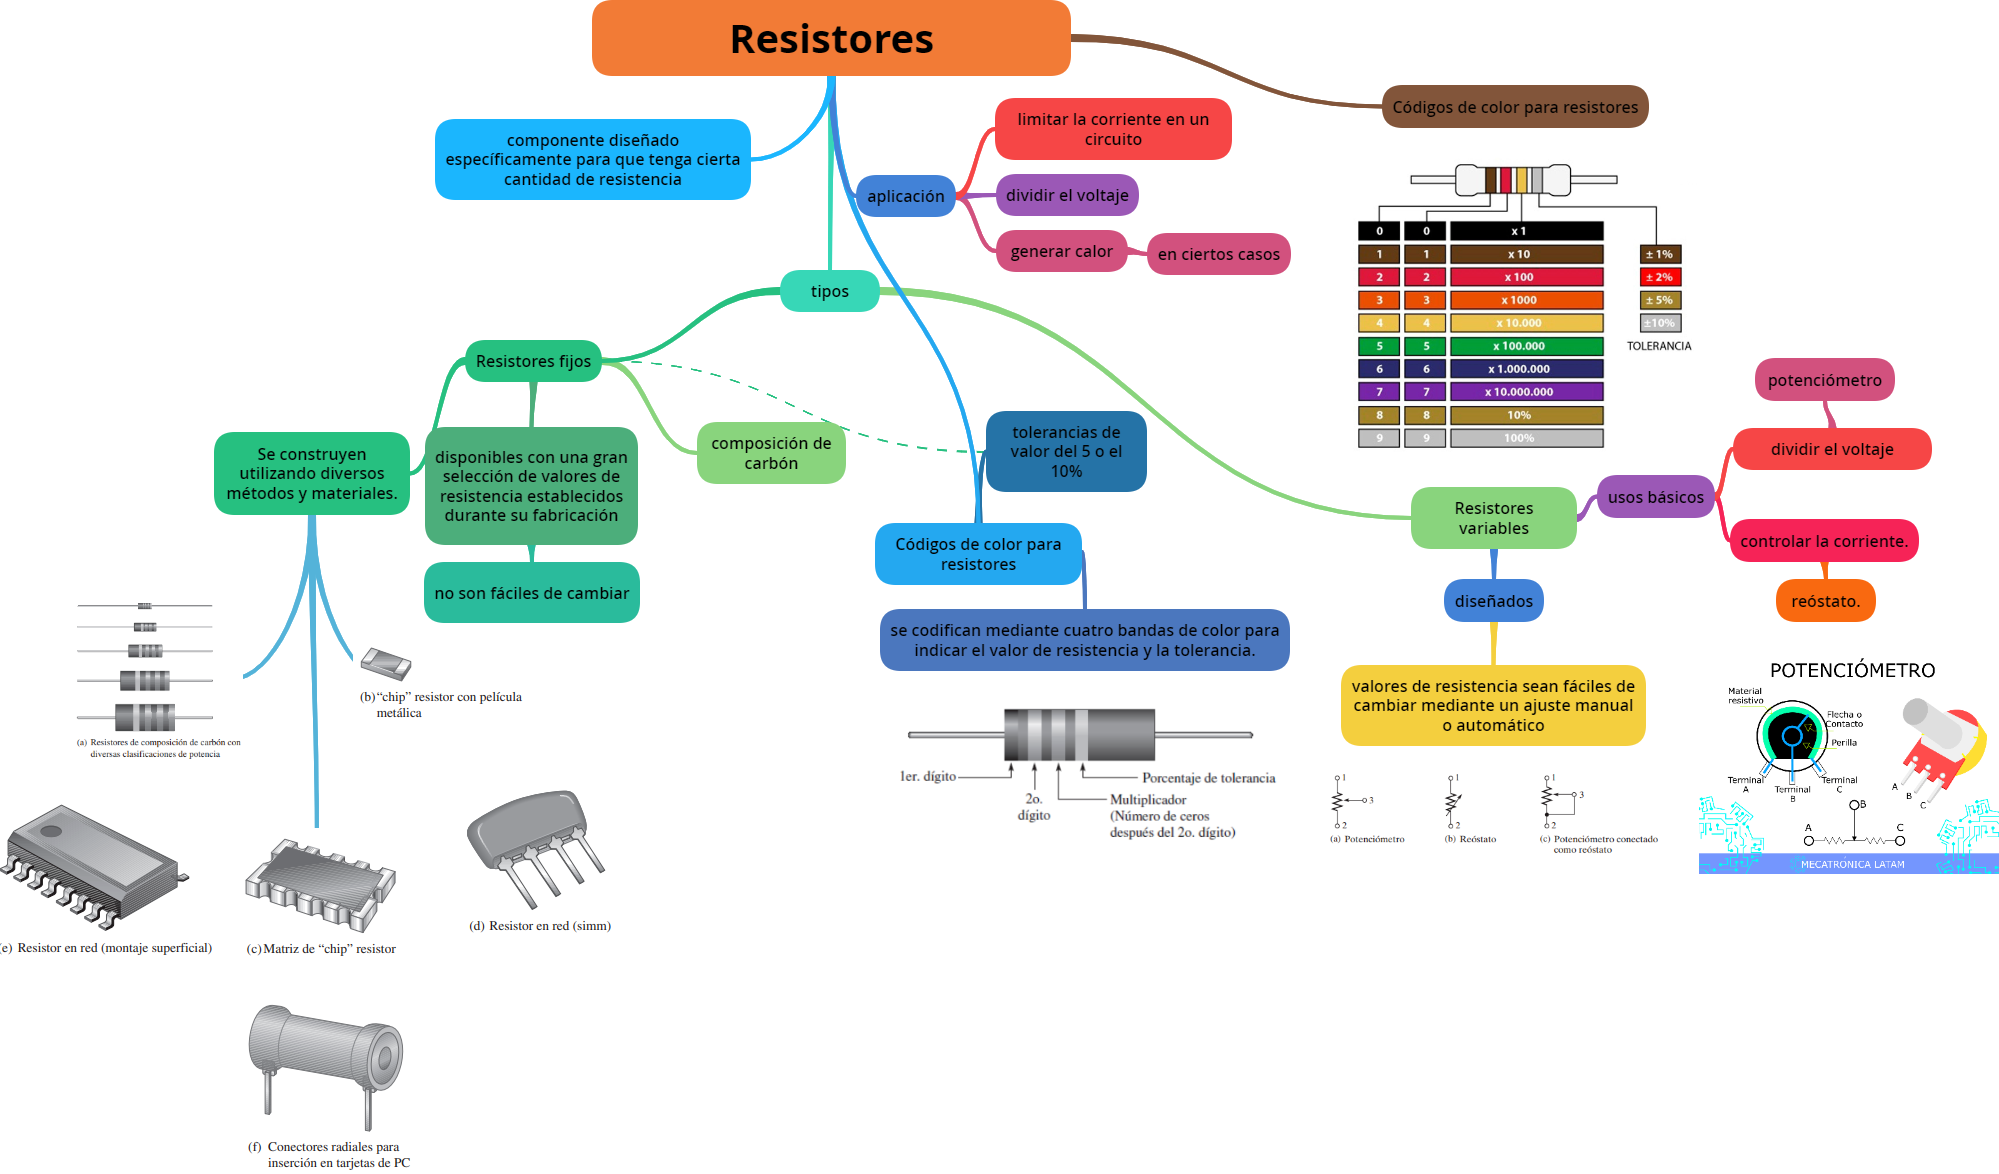 Resistores
componente diseñado
específicamente para que tenga cierta
cantidad de resistencia
aplicación
limitar la corriente en un
circuito
dividir el voltaje
generar calor
en ciertos casos
Códigos de color para resistores
0 0 x 1
1 1 x 10 ± 1%
2 2 x 100 ± 2%
3 3 x 1000 ± 5%
4 4 x 10.000 ±10%
5 5 x 100.000 TOLERANCIA
6 6 x 1.000.000
7 7 x 10.000.000
8 8 10%
9 9 100%
tipos
Resistores fijos
Se construyen
utilizando diversos
métodos y materiales.
disponibles con una gran
selección de valores de
resistencia establecidos
durante su fabricación
no son fáciles de cambiar
composición de
carbón
tolerancias de
valor del 5 o el
10%
Códigos de color para
resistores
se codifican mediante cuatro bandas de color para
indicar el valor de resistencia y la tolerancia.
1er. dígito
2o.
dígito
Porcentaje de tolerancia
Multiplicador
(Número de ceros
después del 2o. dígito)
Resistores
variables
usos básicos
potenciómetro
dividir el voltaje
controlar la corriente.
reóstato.
diseñados
valores de resistencia sean fáciles de
cambiar mediante un ajuste manual
o automático
1
3
2
(a) Potenciómetro
1
2
(b) Reóstato
1
3
2
(c) Potenciómetro conectado
como reóstato
POTENCIÓMETRO
Material
resistivo
Flecha o
Contacto
Perilla
Terminal
A
Terminal
B
Terminal
C
A
B
C
B
A
C
MECATRÓNICA LATAM
(a) Resistores de composición de carbón con
diversas clasificaciones de potencia
(b) “chip” resistor con película
metálica
(d) Resistor en red (simm)
(e) Resistor en red (montaje superficial)
(c) Matriz de “chip” resistor
(f) Conectores radiales para
inserción en tarjetas de PC